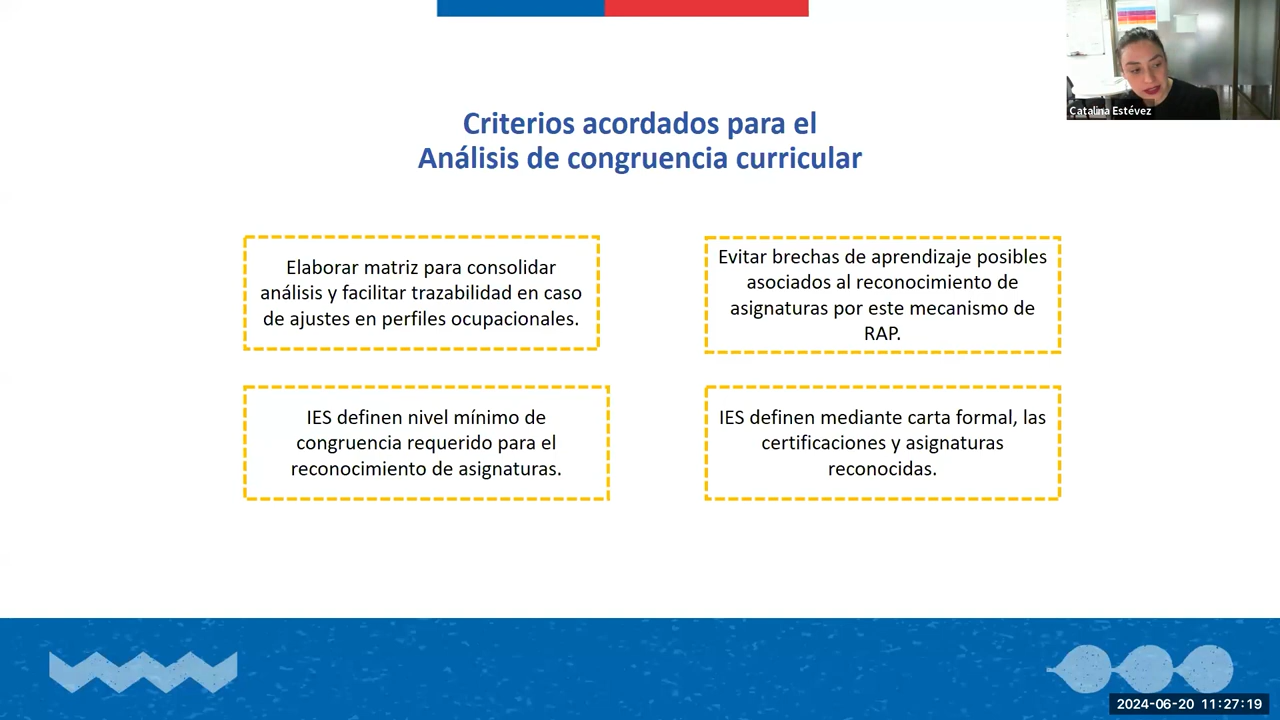 Catalina Estévez
Criterios acordados para el
Análisis de congruencia curricular
Elaborar matriz para consolidar
análisis y facilitar trazabilidad en caso
de ajustes en perfiles ocupacionales.
Evitar brechas de aprendizaje posibles
asociados al reconocimiento de
asignaturas por este mecanismo de
RAP.
IES definen nivel mínimo de
congruencia requerido para el
reconocimiento de asignaturas.
IES definen mediante carta formal, las
certificaciones y asignaturas
reconocidas.
2024-06-20 11:27:19